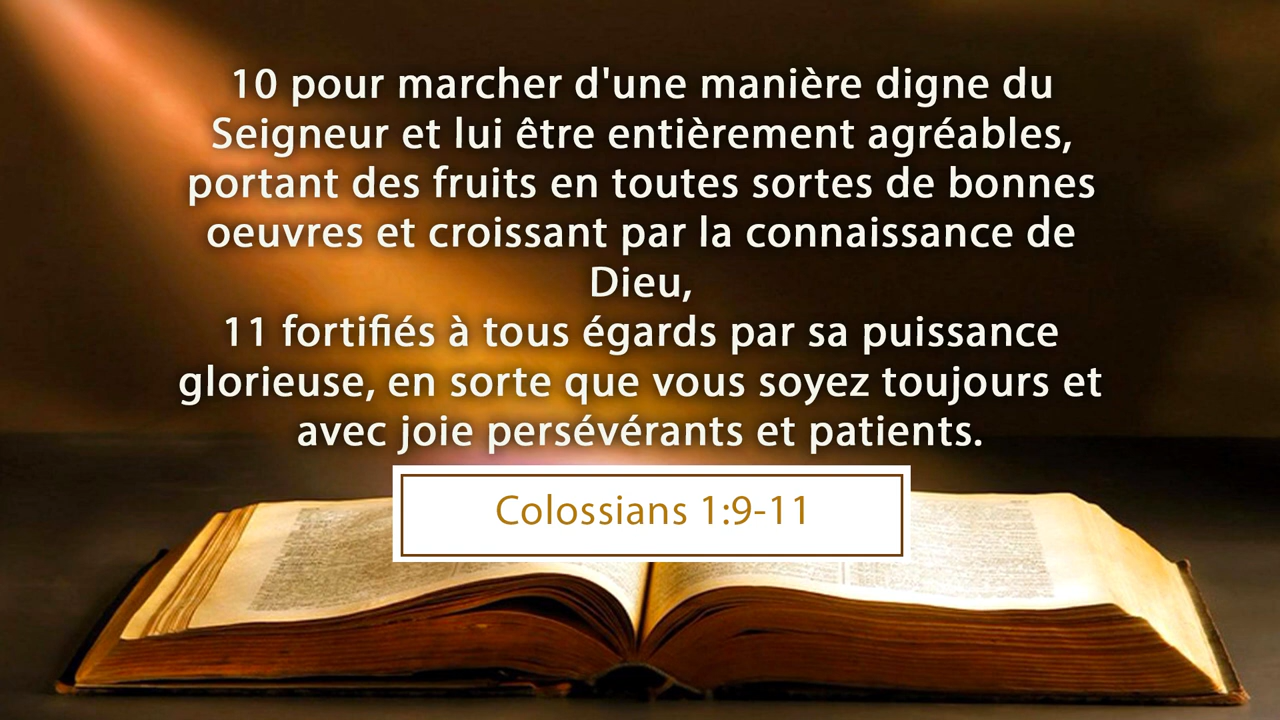 10 pour marcher d'une manière digne du
Seigneur et lui être entièrement agréables,
portant des fruits en toutes sortes de bonnes
oeuvres et croissant par la connaissance de
Dieu,
11 fortifiés à tous égards par sa puissance
glorieuse, en sorte que vous soyez toujours et
avec joie persévérants et patients.
Colossians 1:9-11